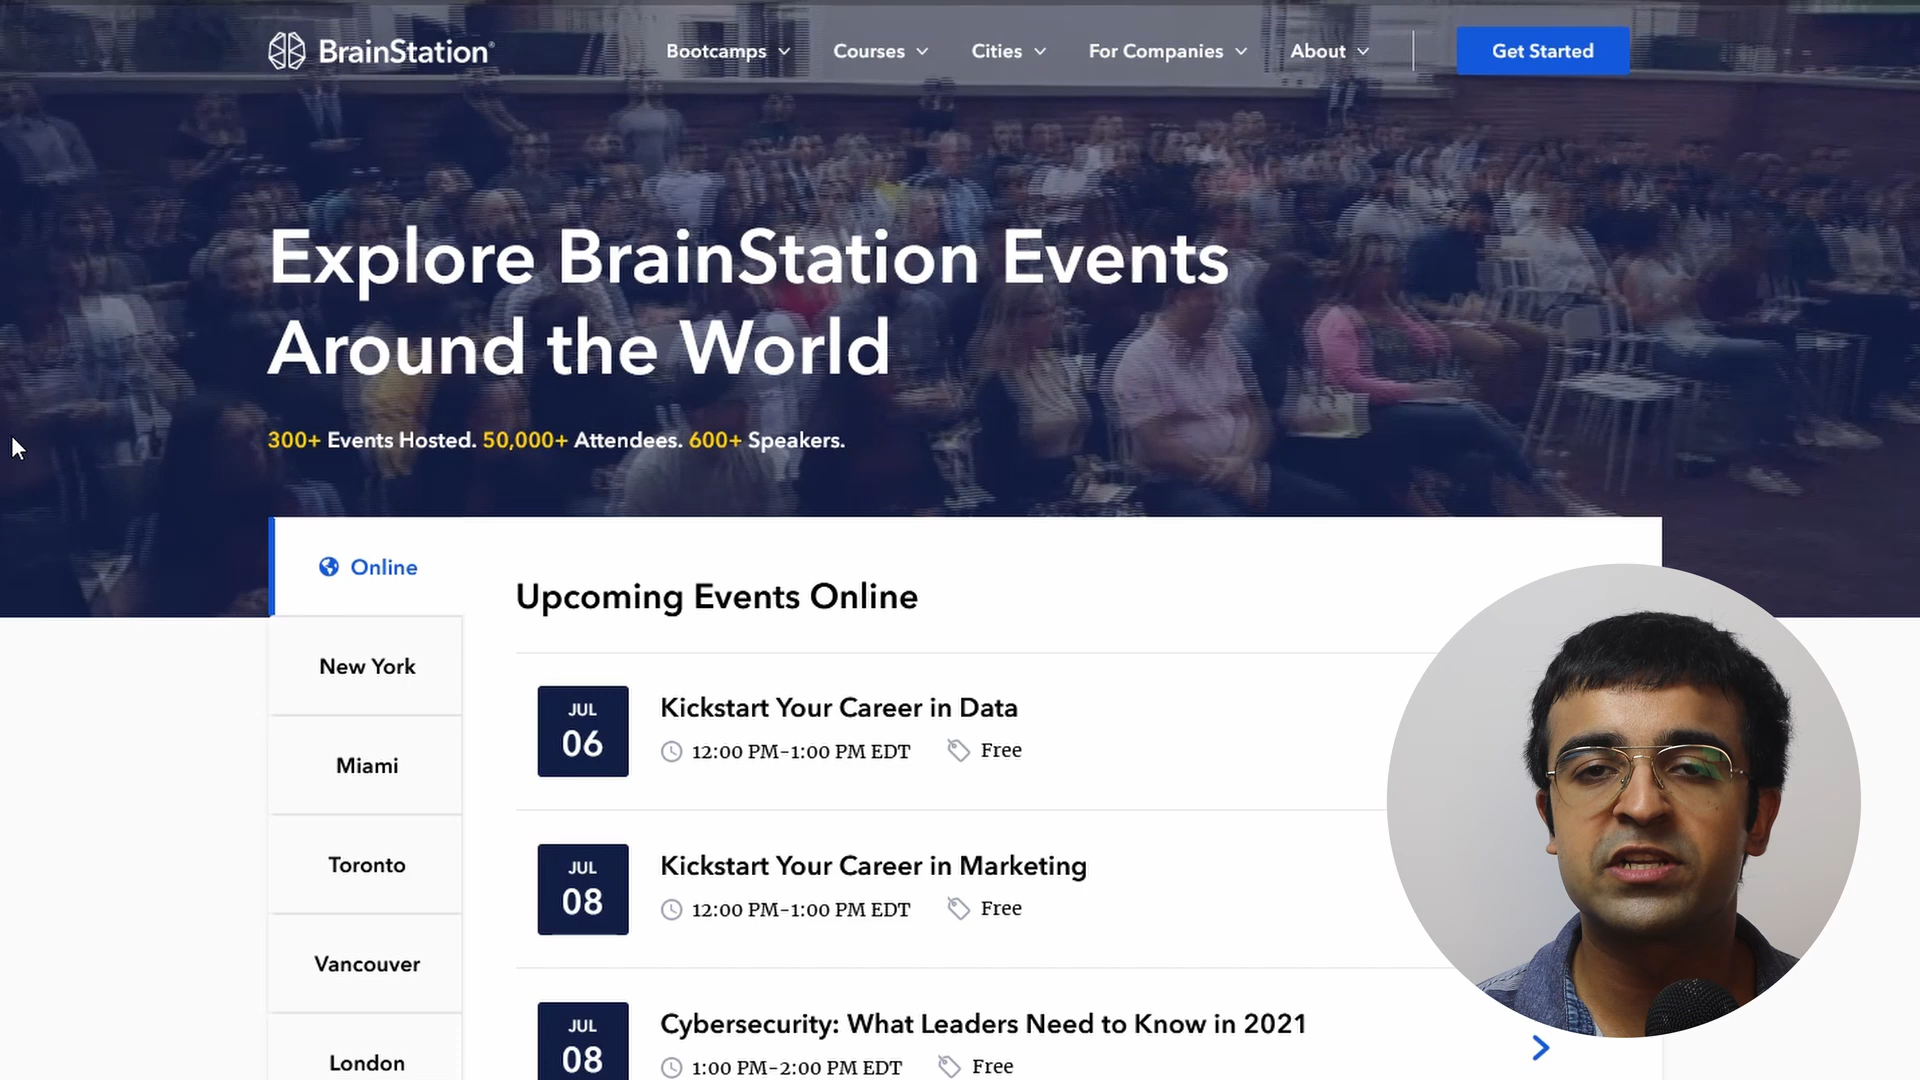 BrainStation®
Bootcamps
Courses
Cities
For Companies
About
Get Started
Explore BrainStation Events
Around the World
300+ Events Hosted. 50,000+ Attendees. 600+ Speakers.
Online
New York
Miami
Toronto
Vancouver
London
Upcoming Events Online
JUL
06
Kickstart Your Career in Data
12:00 PM-1:00 PM EDT
Free
JUL
08
Kickstart Your Career in Marketing
12:00 PM-1:00 PM EDT
Free
JUL
08
Cybersecurity: What Leaders Need to Know in 2021
1:00 PM-2:00 PM EDT
Free